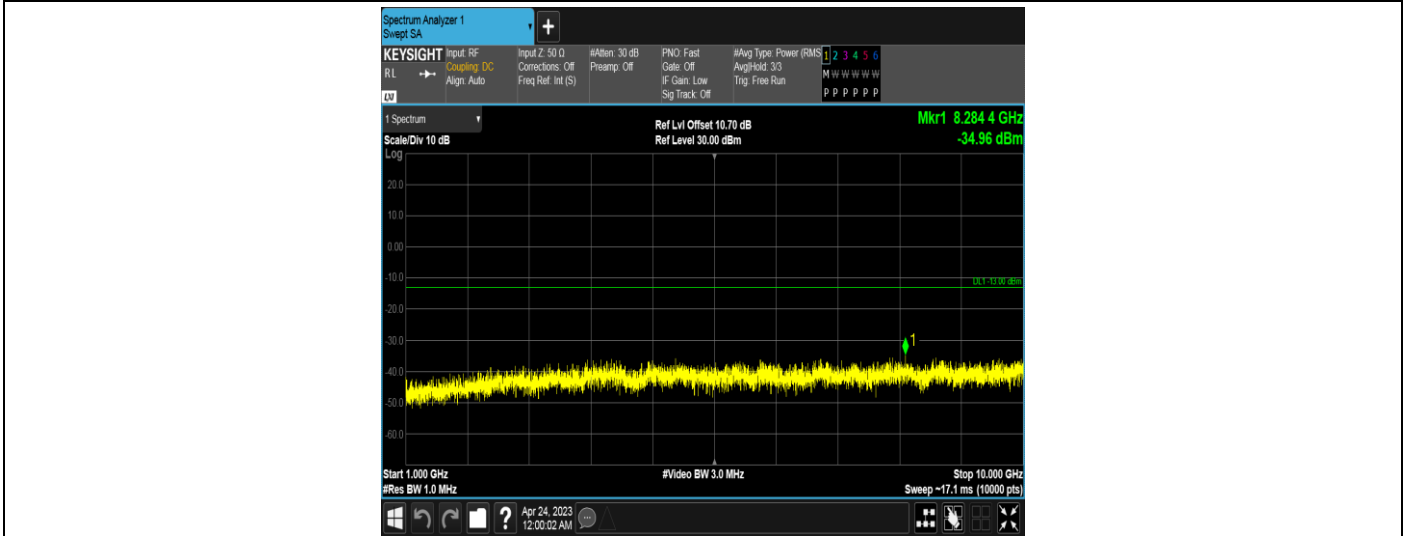 Spectrum Analyzer 1
Swept SA
+
KEYSIGHT
RL
LXI
Input: RF
Coupling: DC
Align: Auto
Input Z: 50 Ω
Corrections: Off
Freq Ref: Int (S)
#Atten: 30 dB
Preamp: Off
PNO: Fast
Gate: Off
IF Gain: Low
Sig Track: Off
#Avg Type: Power (RMS
Avg|Hold: 3/3
Trig: Free Run
1 2 3 4 5 6
M W W W W W
P P P P P P
1 Spectrum
Scale/Div 10 dB
Log
Ref Lvl Offset 10.70 dB
Ref Level 30.00 dBm
Mkr1 8.284 4 GHz
-34.96 dBm
20.0
10.0
0.00
-10.0
DL1 -13.00 dBm
-20.0
-30.0
1
-40.0
-50.0
-60.0
Start 1.000 GHz
#Res BW 1.0 MHz
#Video BW 3.0 MHz
Stop 10.000 GHz
Sweep ~17.1 ms (10000 pts)
?
Apr 24, 2023
12:00:02 AM